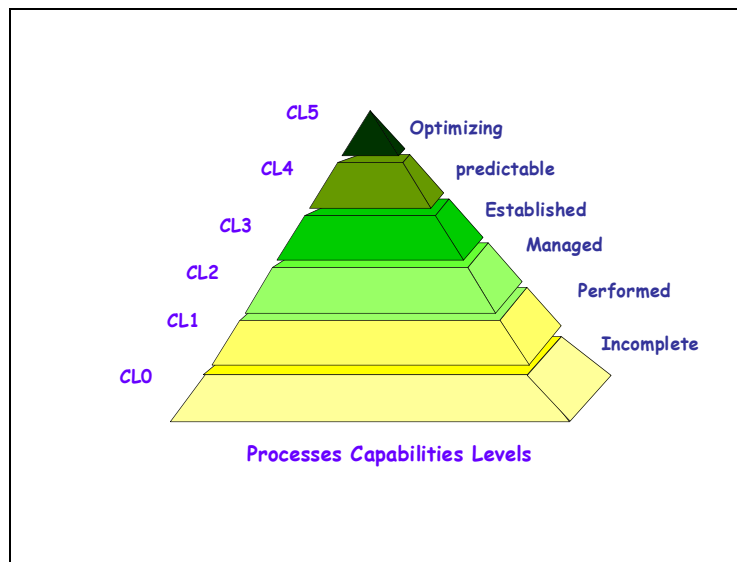 CL5
Optimizing
CL4
predictable
CL3
Established
CL2
Managed
CL1
Performed
CL0
Incomplete
Processes Capabilities Levels